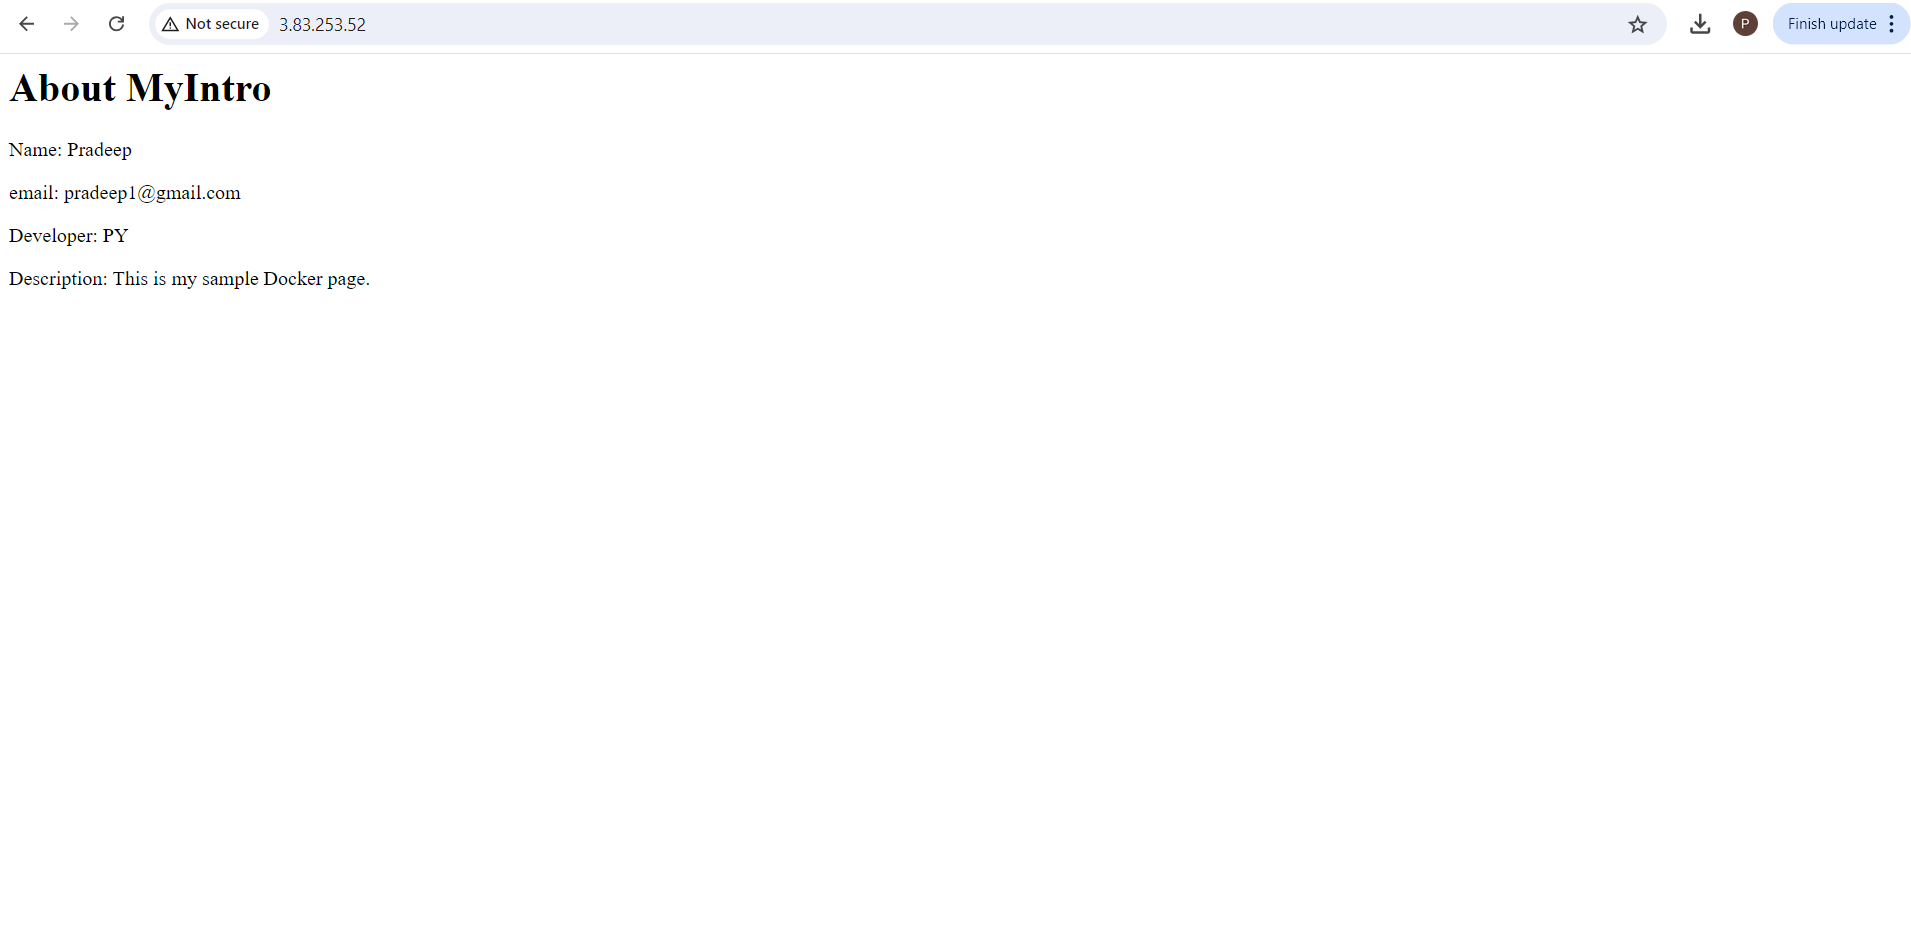 Not secure 3.83.253.52 P Finish update
About MyIntro
Name: Pradeep
email: pradeep1@gmail.com
Developer: PY
Description: This is my sample Docker page.